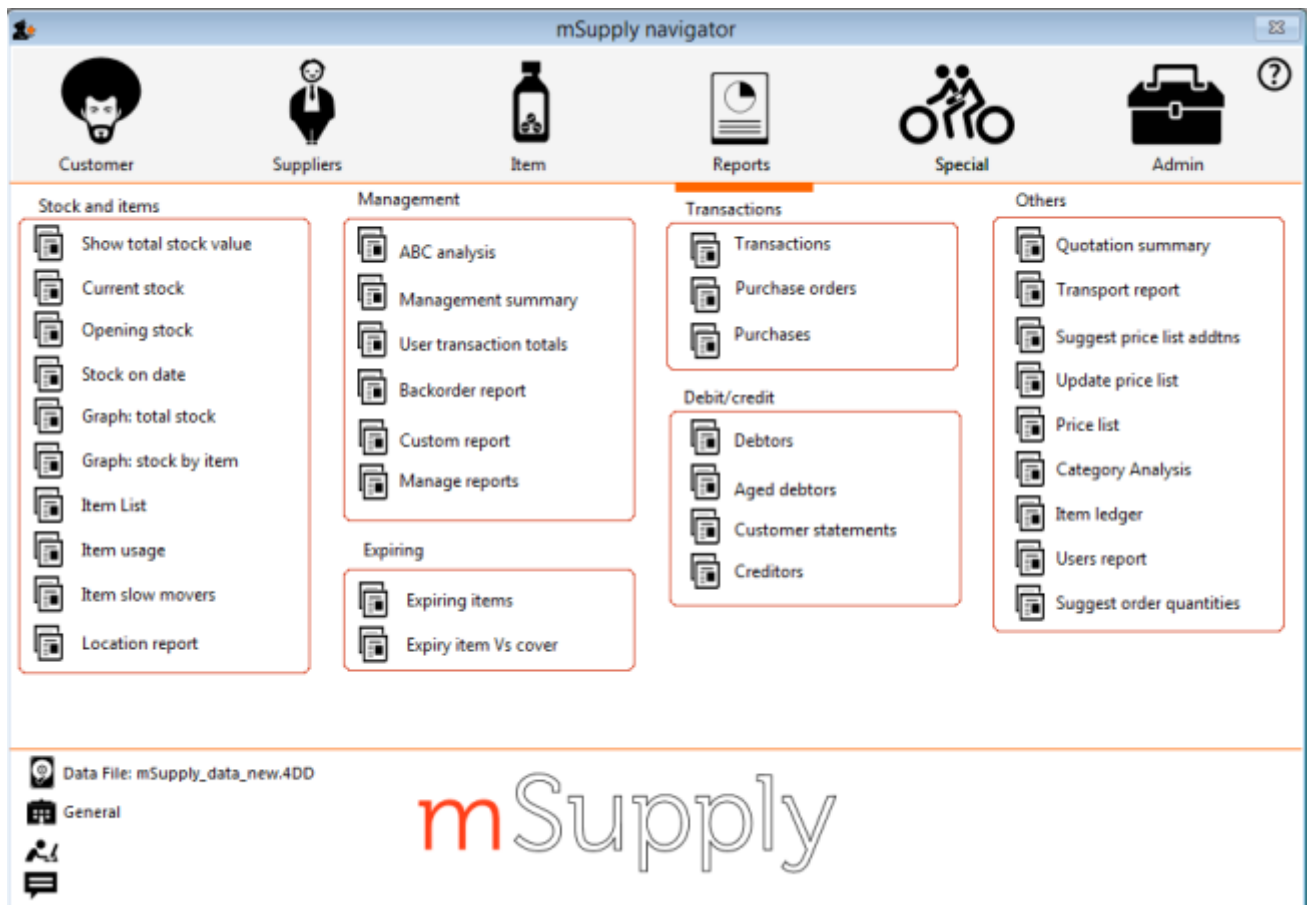 mSupply navigator
Customer
Suppliers
Item
Reports
Special
Admin
?
Stock and items
Show total stock value
Current stock
Opening stock
Stock on date
Graph: total stock
Graph: stock by item
Item List
Item usage
Item slow movers
Location report
Management
ABC analysis
Management summary
User transaction totals
Backorder report
Custom report
Manage reports
Expiring
Expiring items
Expiry item Vs cover
Transactions
Transactions
Purchase orders
Purchases
Debit/credit
Debtors
Aged debtors
Customer statements
Creditors
Others
Quotation summary
Transport report
Suggest price list addtns
Update price list
Price list
Category Analysis
Item ledger
Users report
Suggest order quantities
Data File: mSupply_data_new.4DD
General
mSupply